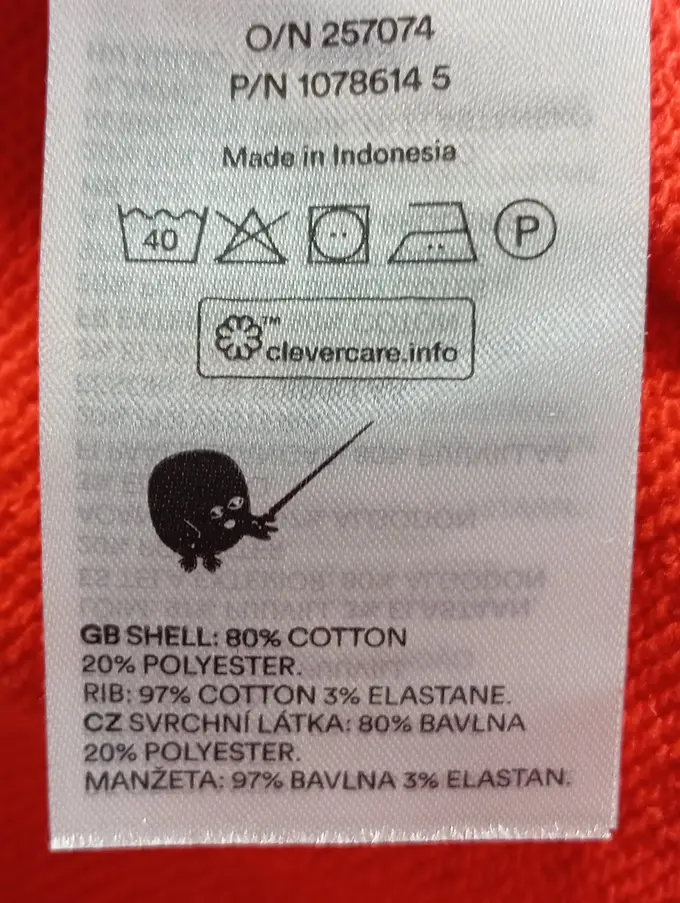 O/N 257074
P/N 1078614 5
Made in Indonesia
40
P
™
clevercare.info
GB SHELL: 80% COTTON
20% POLYESTER.
RIB: 97% COTTON 3% ELASTANE.
CZ SVRCHNÍ LÁTKA: 80% BAVLNA
20% POLYESTER.
MANŽETA: 97% BAVLNA 3% ELASTAN.